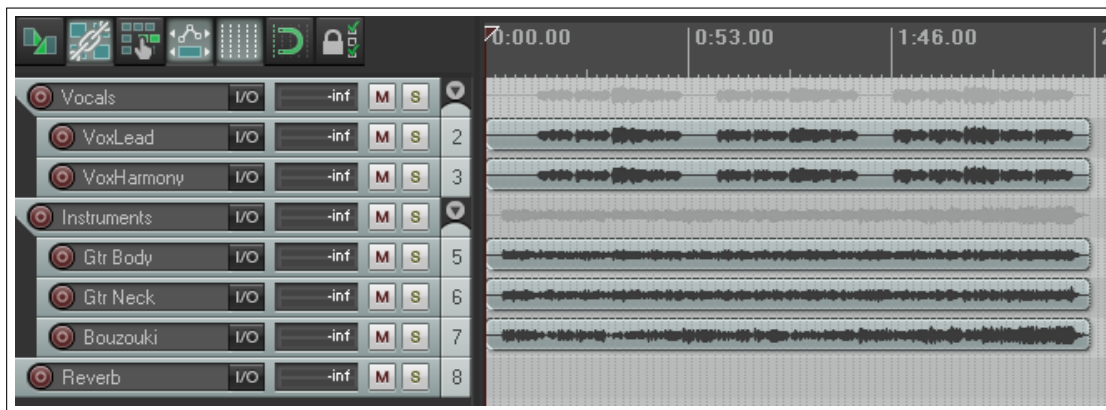 0:00.00 0:53.00 1:46.00
Vocals I/O -inf M S
VoxLead I/O -inf M S 2
VoxHarmony I/O -inf M S 3
Instruments I/O -inf M S
Gtr Body I/O -inf M S 5
Gtr Neck I/O -inf M S 6
Bouzouki I/O -inf M S 7
Reverb I/O -inf M S 8